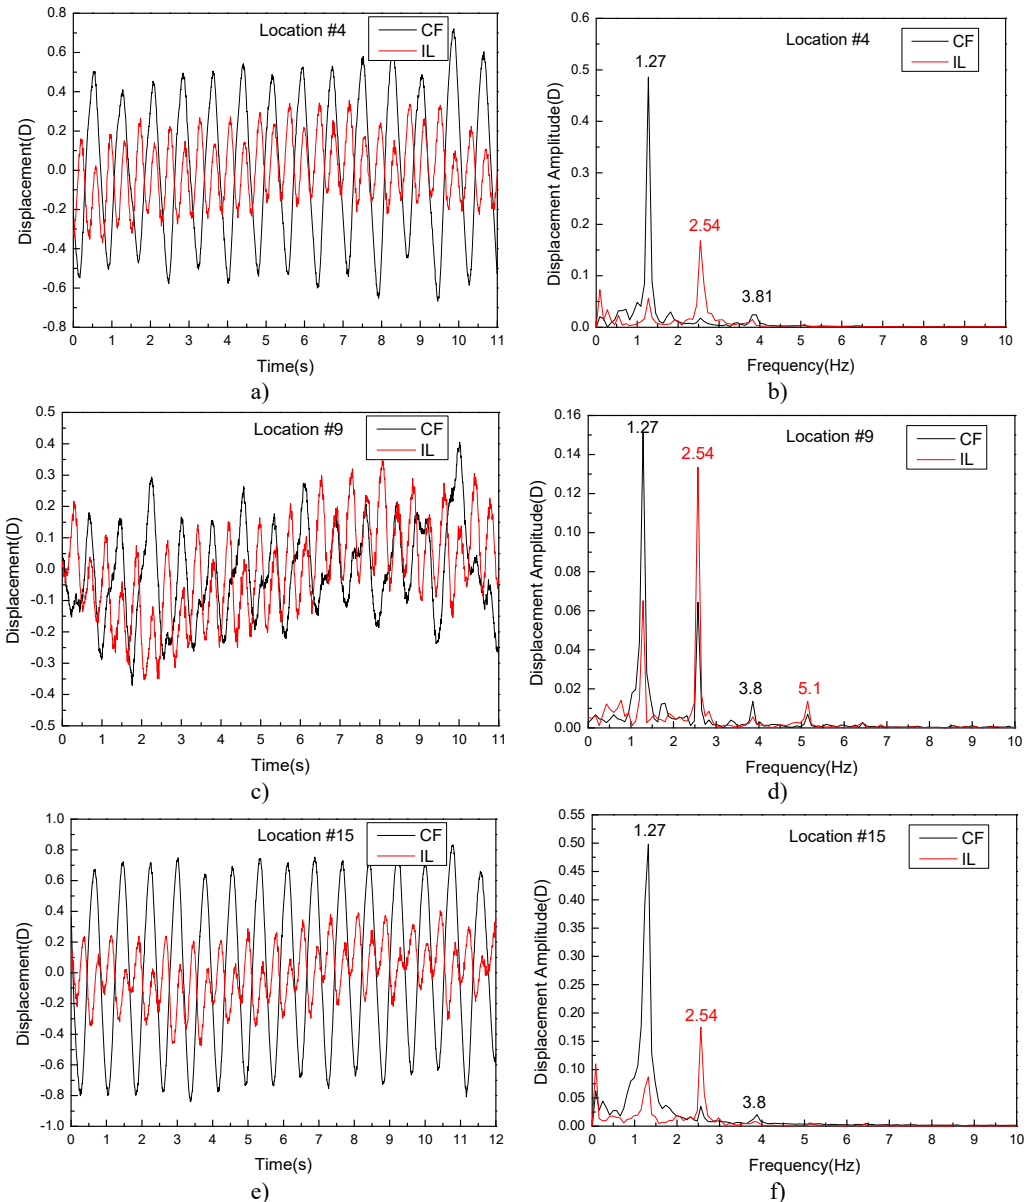 Location #4
CF
IL
0.8
0.6
0.4
0.2
0.0
-0.2
-0.4
-0.6
-0.8
Displacement(D)
0 1 2 3 4 5 6 7 8 9 10 11
Time(s)
a)
Location #4
CF
IL
1.27
2.54
3.81
0.6
0.5
0.4
0.3
0.2
0.1
0.0
Displacement Amplitude(D)
0 1 2 3 4 5 6 7 8 9 10
Frequency(Hz)
b)
Location #9
CF
IL
0.5
0.4
0.3
0.2
0.1
0.0
-0.1
-0.2
-0.3
-0.4
-0.5
Displacement(D)
0 1 2 3 4 5 6 7 8 9 10 11
Time(s)
c)
Location #9
CF
IL
1.27
2.54
3.8
5.1
0.16
0.14
0.12
0.10
0.08
0.06
0.04
0.02
0.00
Displacement Amplitude(D)
0 1 2 3 4 5 6 7 8 9 10
Frequency(Hz)
d)
Location #15
CF
IL
1.0
0.8
0.6
0.4
0.2
0.0
-0.2
-0.4
-0.6
-0.8
-1.0
Displacement(D)
0 1 2 3 4 5 6 7 8 9 10 11 12
Time(s)
e)
Location #15
CF
IL
1.27
2.54
3.8
0.55
0.50
0.45
0.40
0.35
0.30
0.25
0.20
0.15
0.10
0.05
0.00
Displacement Amplitude(D)
0 1 2 3 4 5 6 7 8 9 10
Frequency(Hz)
f)